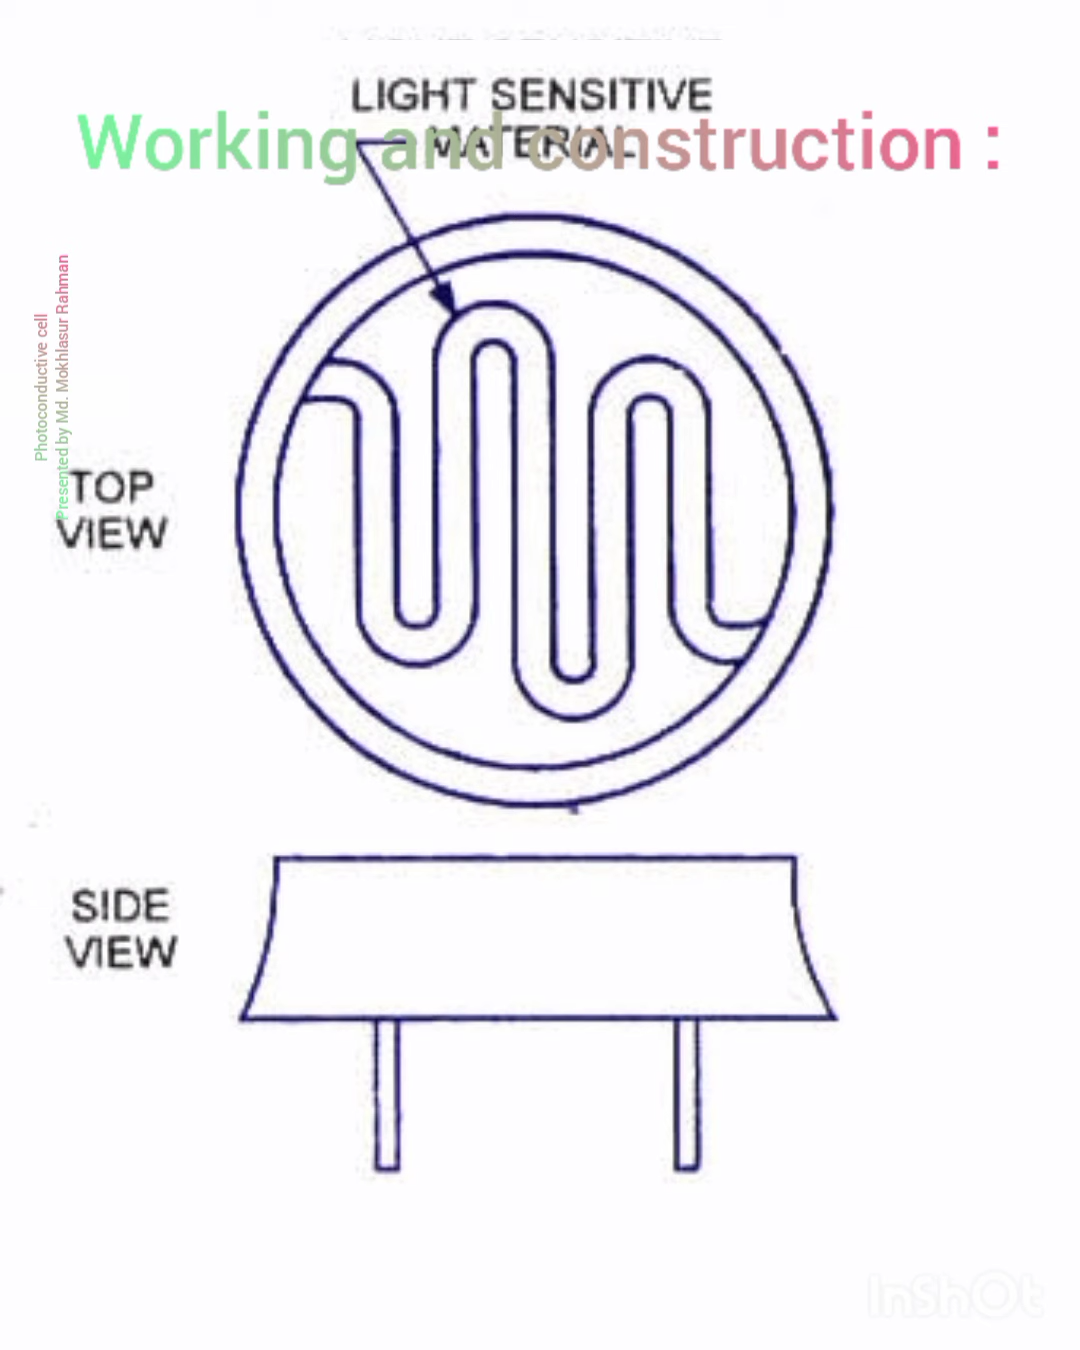 LIGHT SENSITIVE
MATERIAL
Working and construction :
Photoconductive cell
Presented by Md. Mokhlasur Rahman
TOP
VIEW
SIDE
VIEW
InShOt